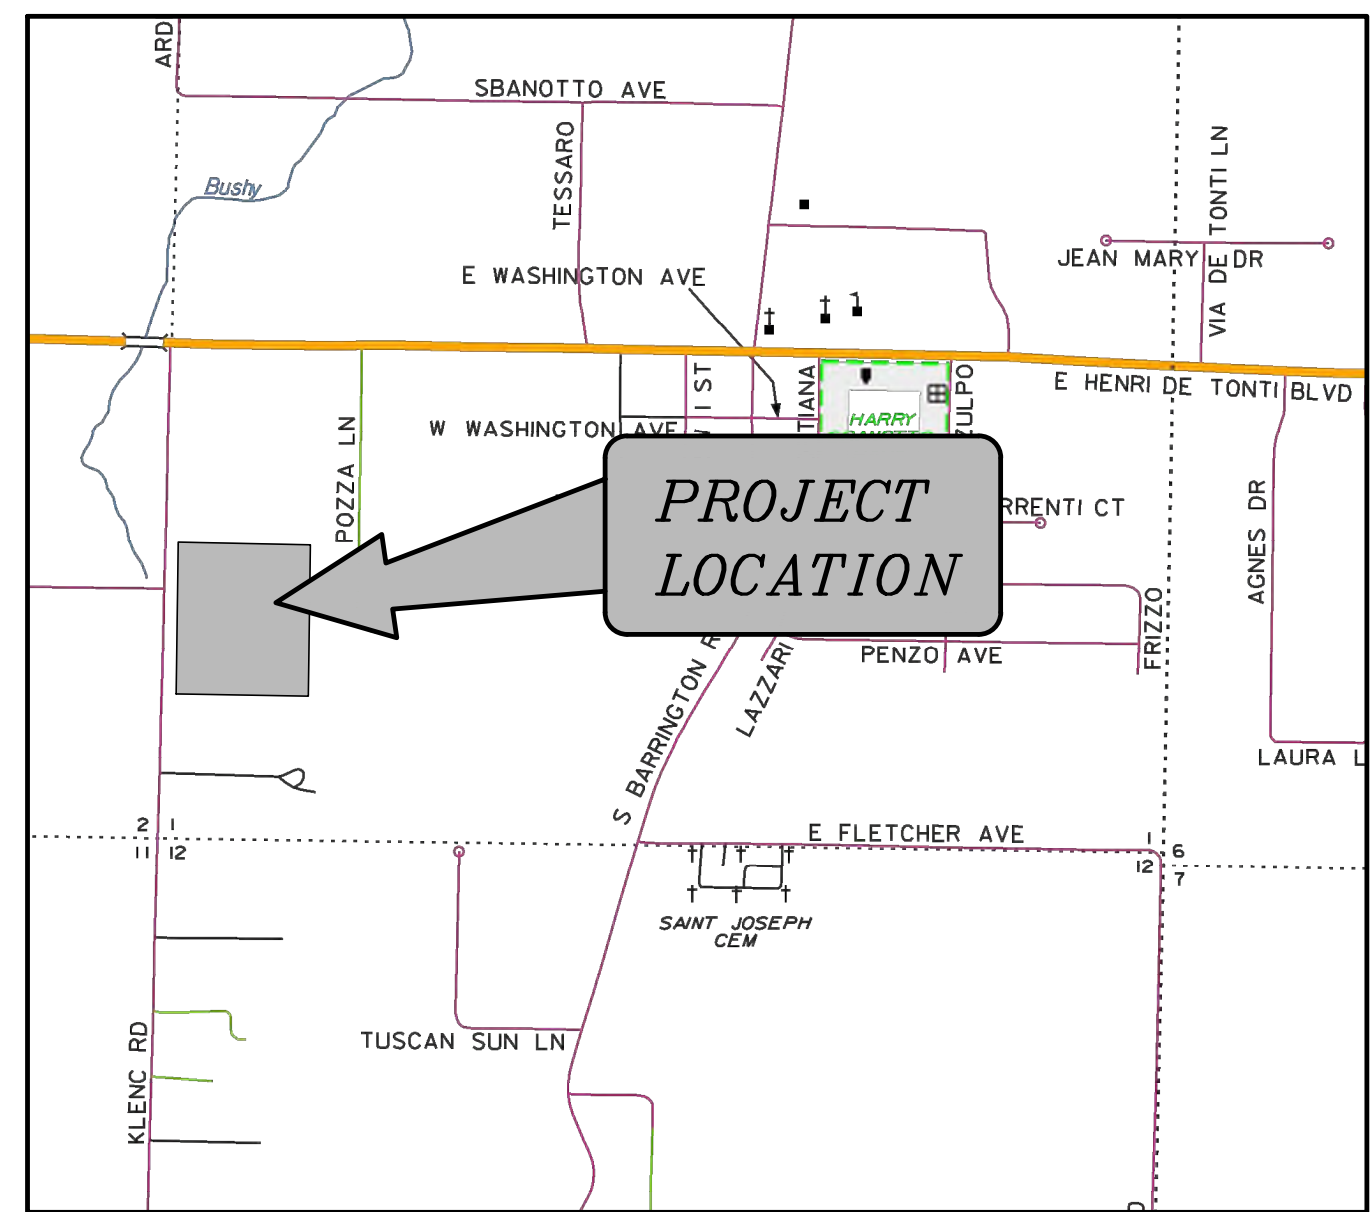 ARD
SBANOTTO AVE
TESSARO
Bushy
E WASHINGTON AVE
JEAN MARY DR
VIA DE TONTI LN
E HENRI DE TONTI BLVD
POZZA LN
W WASHINGTON AVE
ST
TIANA
ZULPO
HARRY
PROJECT
LOCATION
RRENTI CT
AGNES DR
FRIZZO
PENZO AVE
LAZZARI
S BARRINGTON R
LAURA L
2 1
11 12
E FLETCHER AVE
1 6
12 7
SAINT JOSEPH
CEM
TUSCAN SUN LN
KLENC RD
D